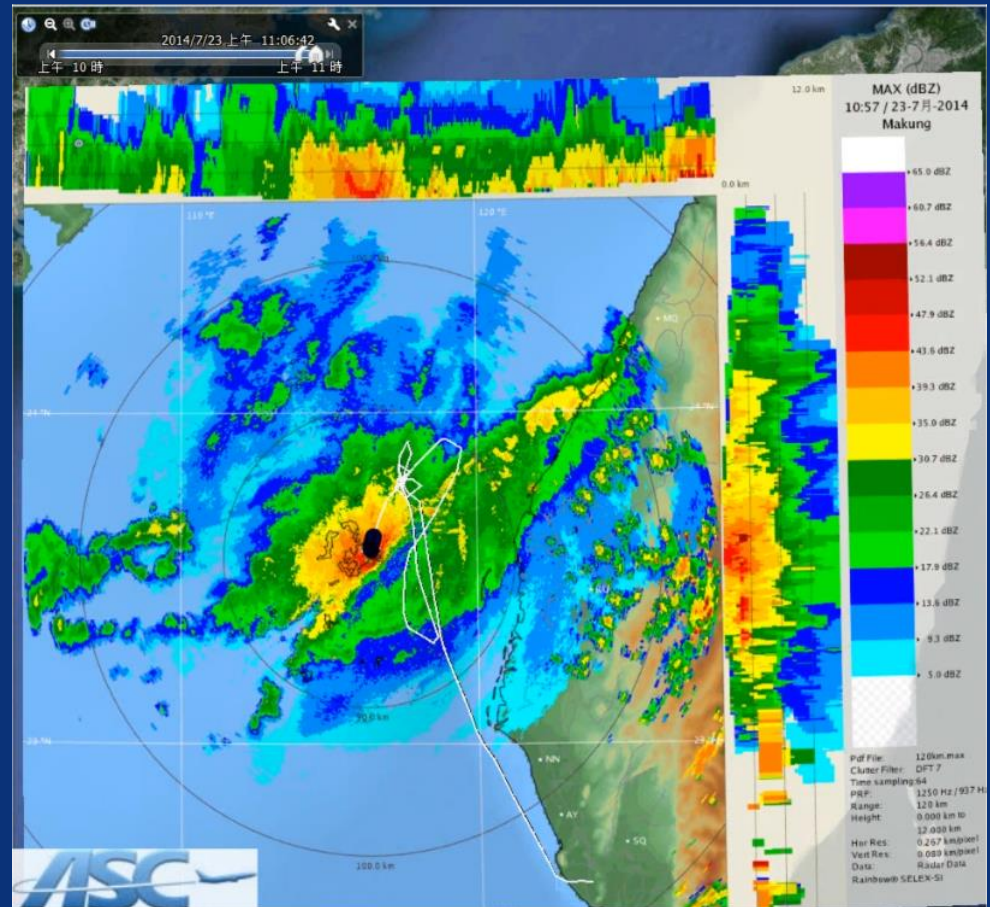 2014/7/23 上午 11:06:42
上午 10 時
上午 11 時
12.0 km
0.0 km
MAX (dBZ)
10:57 / 23-7月-2014
Makung
65.0 dBZ
60.7 dBZ
56.4 dBZ
52.1 dBZ
47.9 dBZ
43.6 dBZ
39.3 dBZ
35.0 dBZ
30.7 dBZ
26.4 dBZ
22.1 dBZ
17.9 dBZ
13.6 dBZ
9.3 dBZ
5.0 dBZ
120 °E
MQ
NN
AY
SQ
100.0 km
Pdf File: 120km.max
Clutter Filter: DFT 7
Time sampling:64
PRF: 1250 Hz / 937 Hz
Range: 120 km
Height: 0.000 km to
12.000 km
Hor Res: 0.267 km/pixel
Vert Res: 0.080 km/pixel
Data: Radar Data
Rainbow® SELEX-SI
ASC